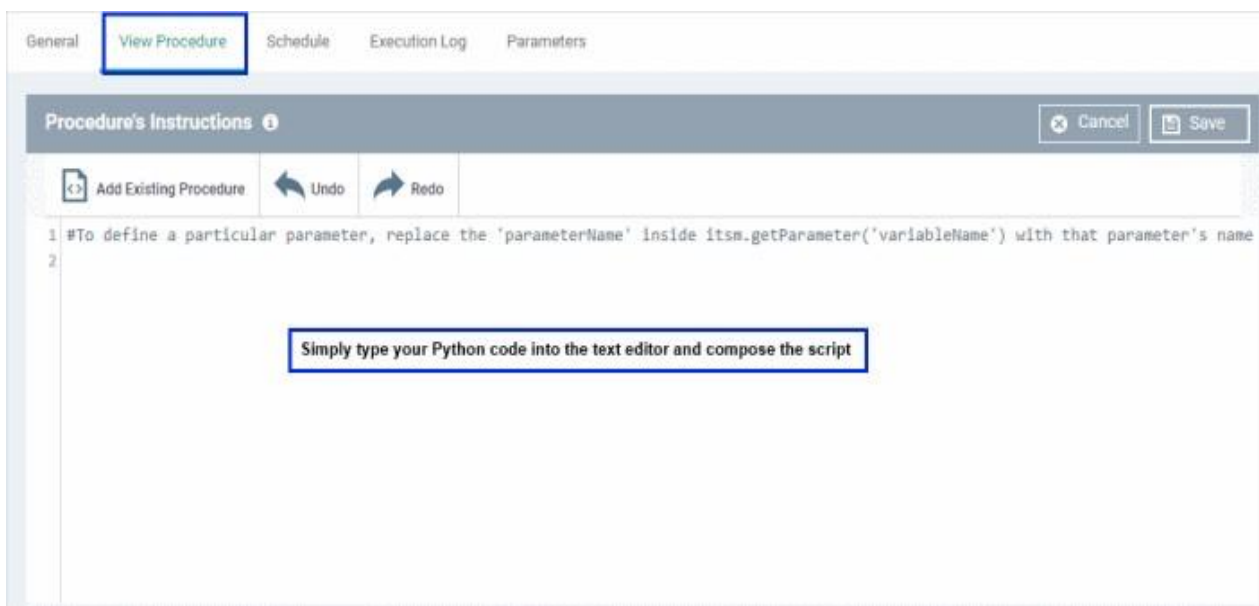 General View Procedure Schedule Execution Log Parameters
Procedure's Instructions Cancel Save
Add Existing Procedure Undo Redo
1 #To define a particular parameter, replace the 'parameterName' inside itsm.getParameter('variableName') with that parameter's name
2
Simply type your Python code into the text editor and compose the script